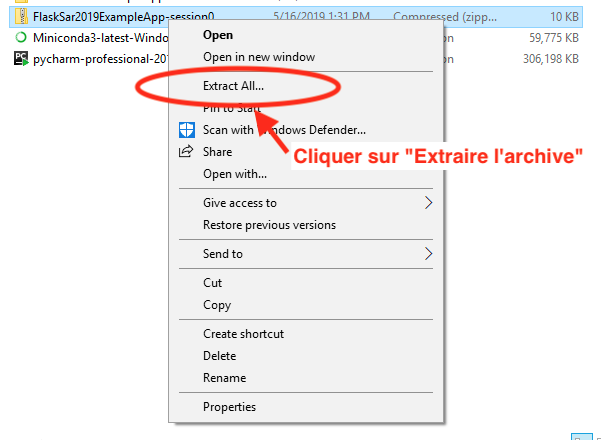 FlaskSar2019ExampleApp-session0 5/16/2019 1:31 PM Compressed (zipp... 10 KB
Miniconda3-latest-Windo 59,775 KB
pycharm-professional-20 306,198 KB
Open
Open in new window
Extract All...
Pin to Start
Scan with Windows Defender...
Share
Cliquer sur "Extraire l'archive"
Open with...
Give access to
Restore previous versions
Send to
Cut
Copy
Create shortcut
Delete
Rename
Properties